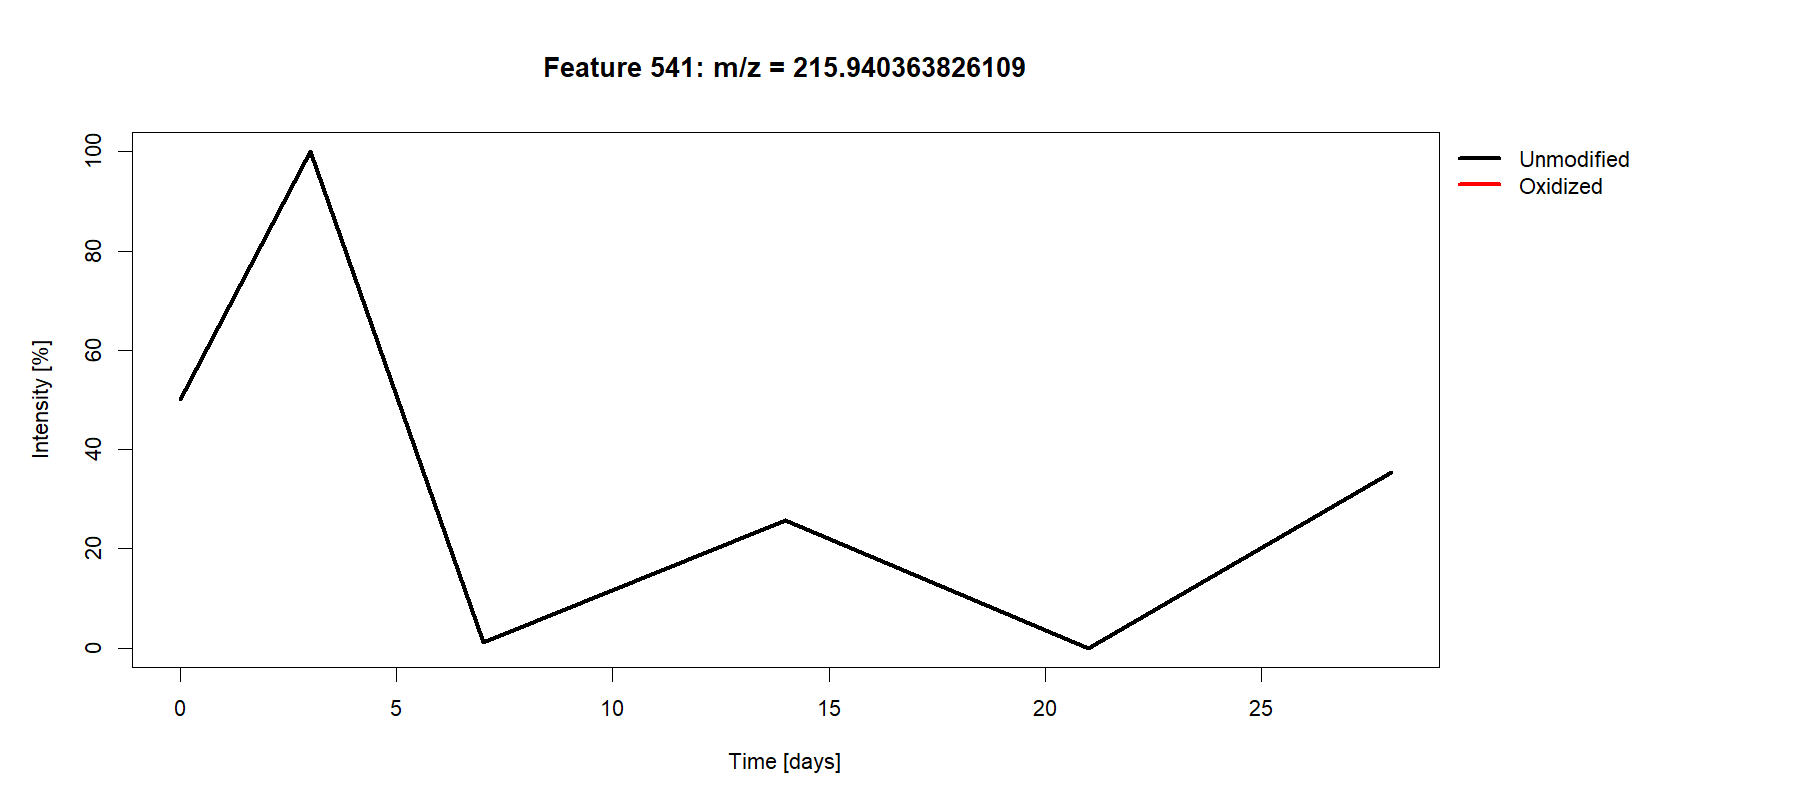 Feature 541: m/z = 215.940363826109
Unmodified
Oxidized
Intensity [%]
100
80
60
40
20
0
0 5 10 15 20 25
Time [days]